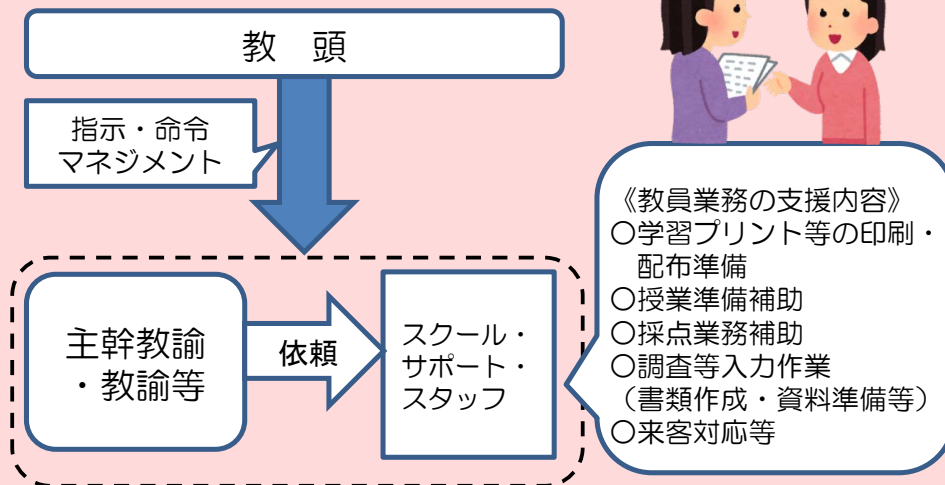 教　頭
指示・命令
マネジメント
主幹教諭
・教諭等
依頼
スクール・
サポート・
スタッフ
《教員業務の支援内容》
○学習プリント等の印刷・
配布準備
○授業準備補助
○採点業務補助
○調査等入力作業
（書類作成・資料準備等）
○来客対応等